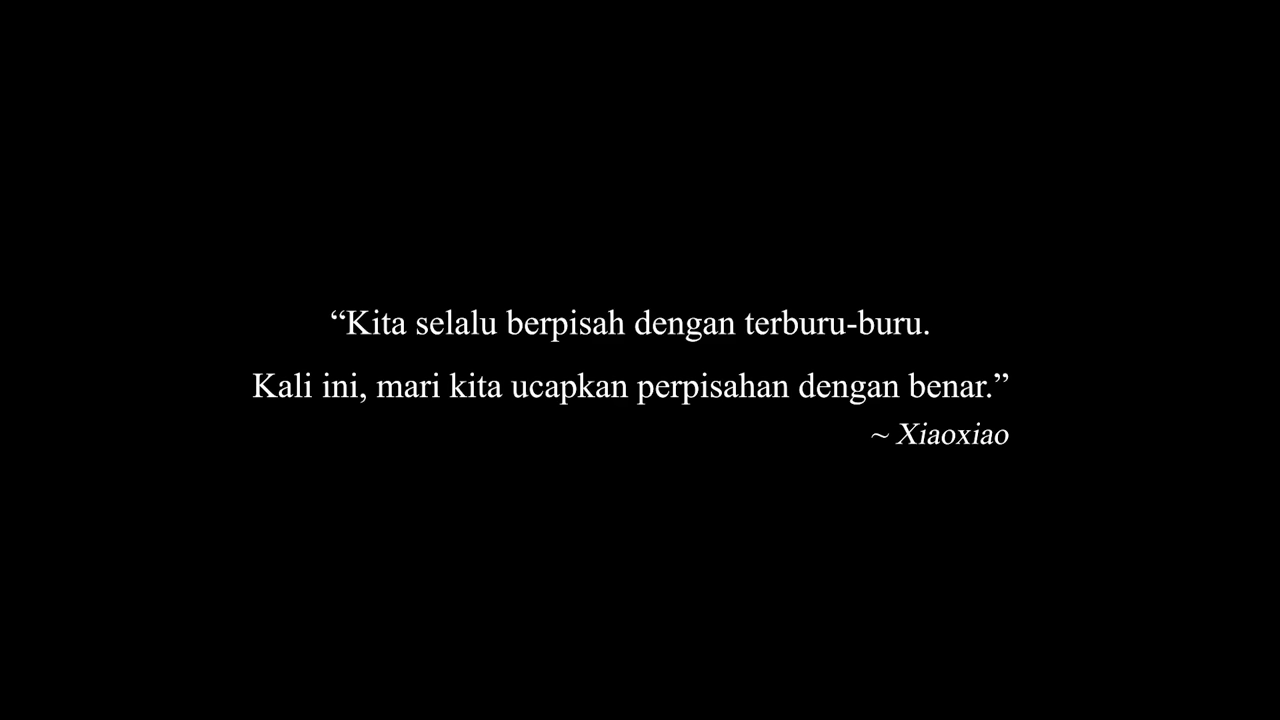 “Kita selalu berpisah dengan terburu-buru.
Kali ini, mari kita ucapkan perpisahan dengan benar.”
~ Xiaoxiao